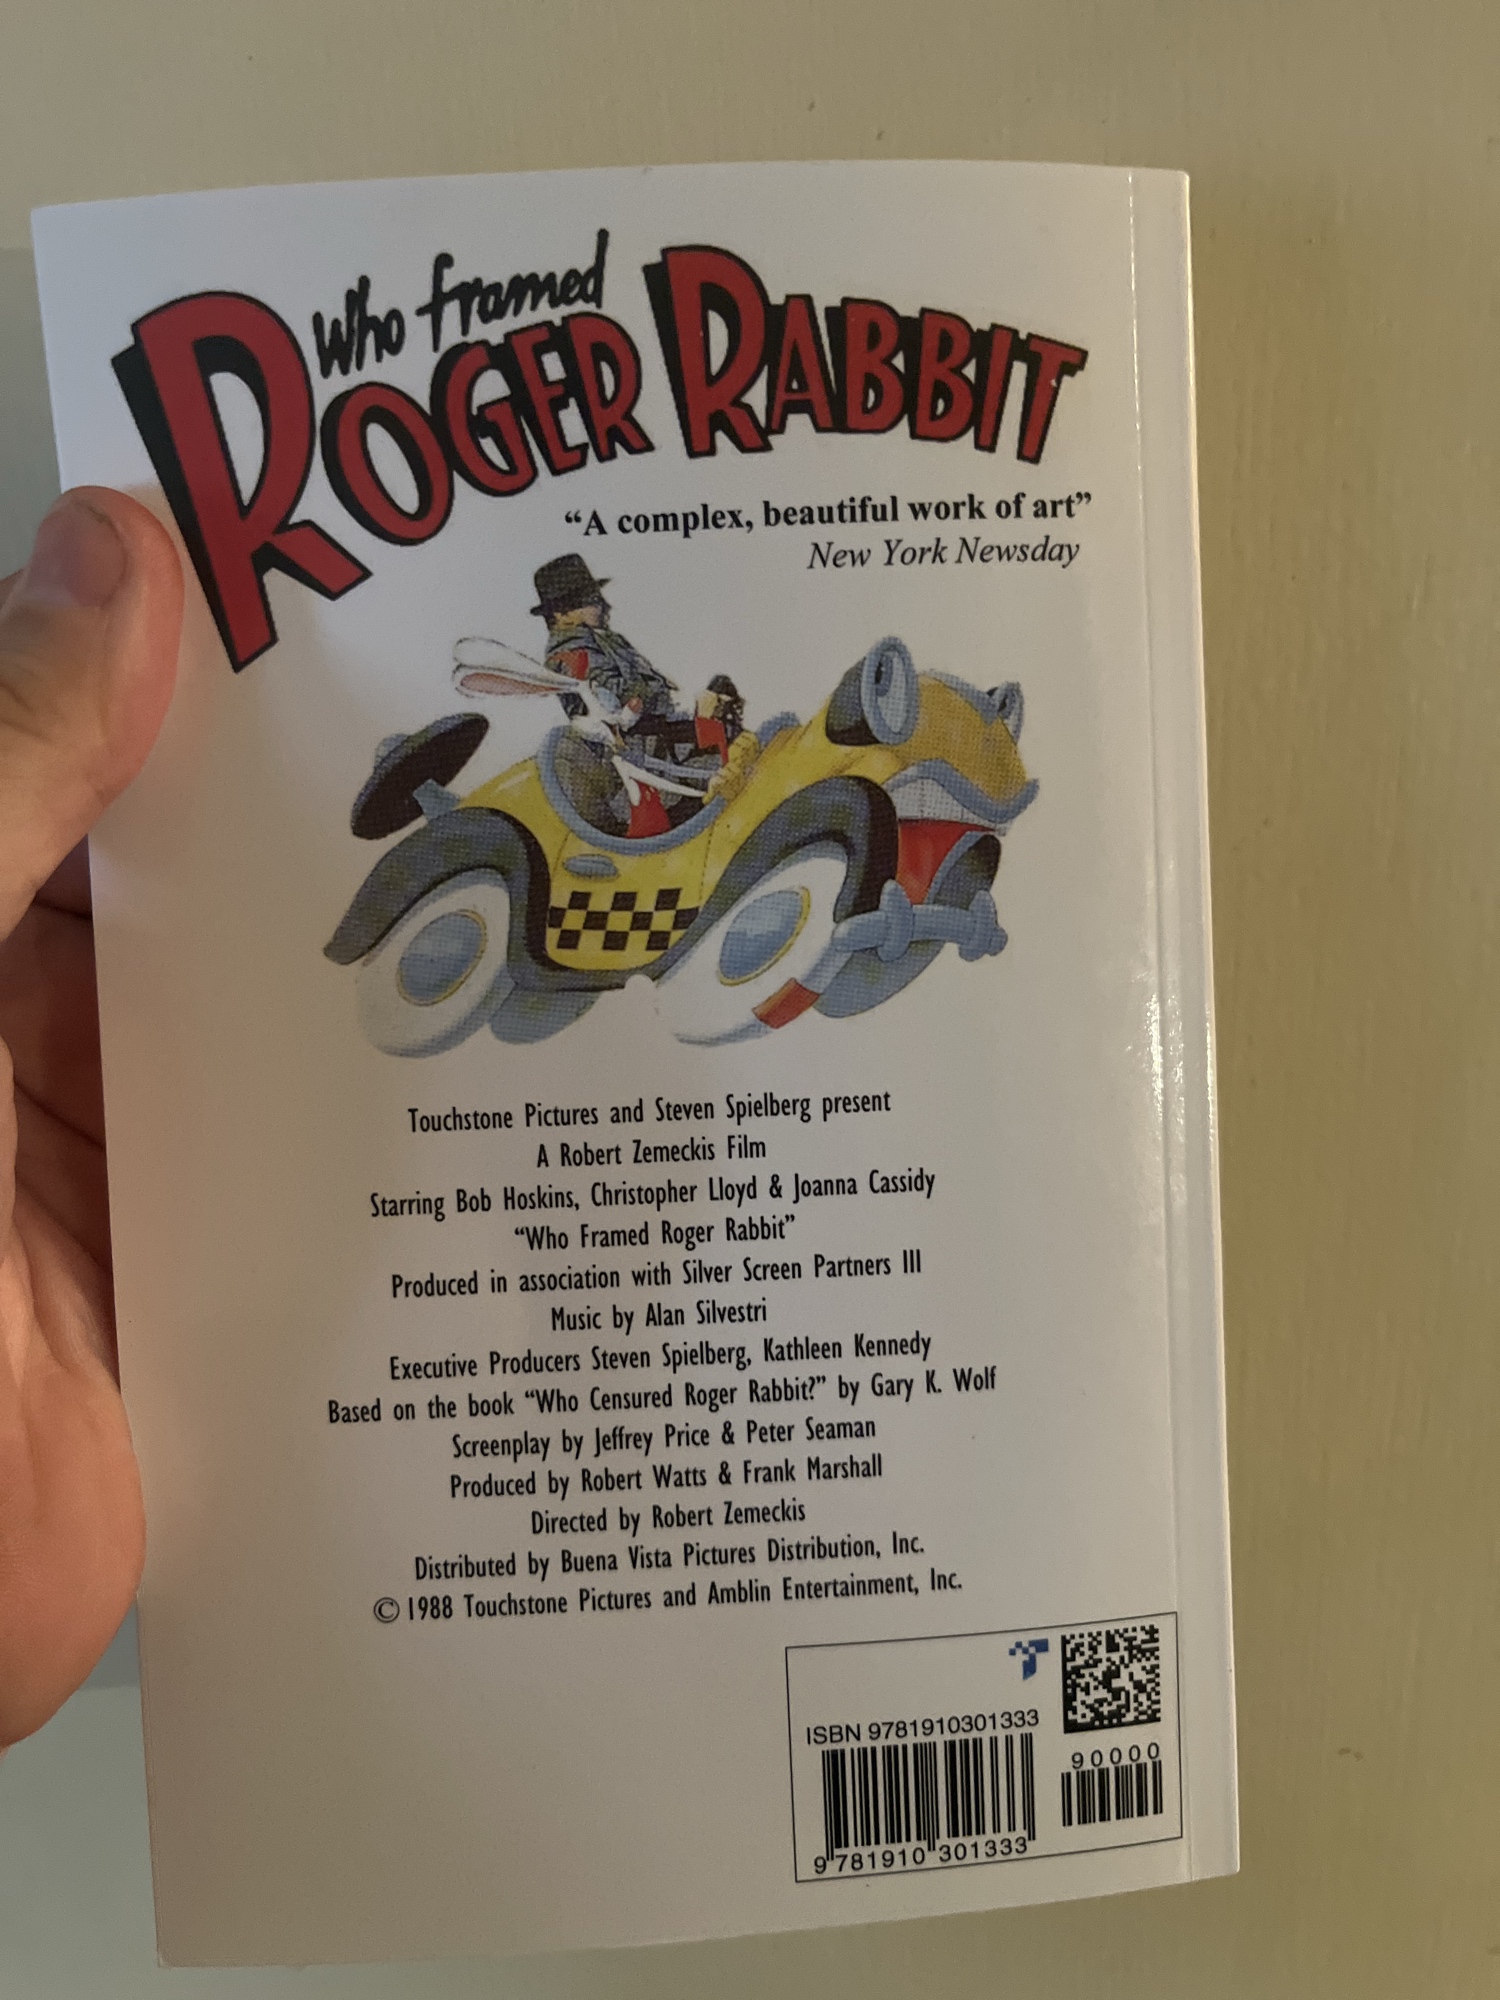 Who framed
ROGER RABBIT
“A complex, beautiful work of art”
New York Newsday
Touchstone Pictures and Steven Spielberg present
A Robert Zemeckis Film
Starring Bob Hoskins, Christopher Lloyd & Joanna Cassidy
“Who Framed Roger Rabbit”
Produced in association with Silver Screen Partners III
Music by Alan Silvestri
Executive Producers Steven Spielberg, Kathleen Kennedy
Based on the book “Who Censured Roger Rabbit?” by Gary K. Wolf
Screenplay by Jeffrey Price & Peter Seaman
Produced by Robert Watts & Frank Marshall
Directed by Robert Zemeckis
Distributed by Buena Vista Pictures Distribution, Inc.
© 1988 Touchstone Pictures and Amblin Entertainment, Inc.
ISBN 9781910301333
90000
9 781910 301333